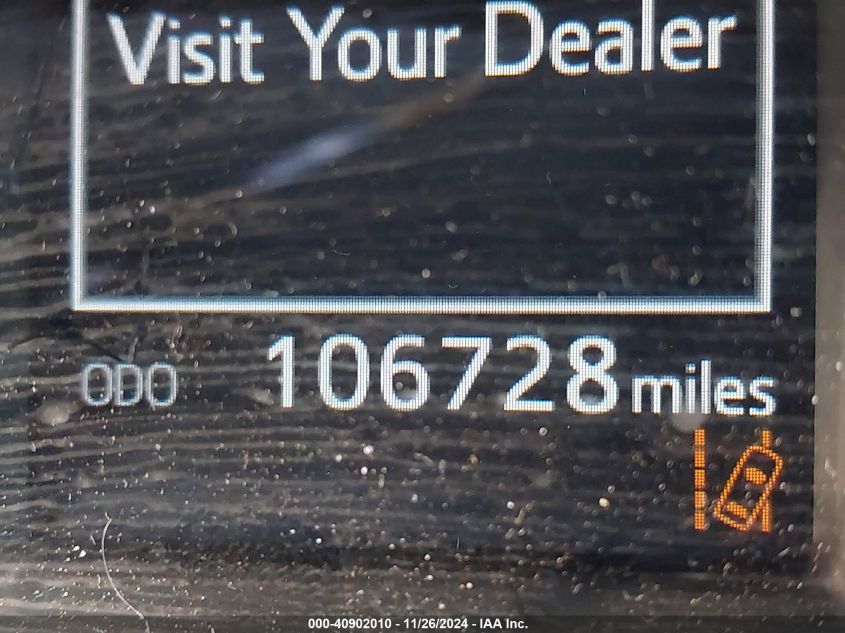 Visit Your Dealer
ODO 106728 miles
000-40902010 - 11/26/2024 - IAA Inc.